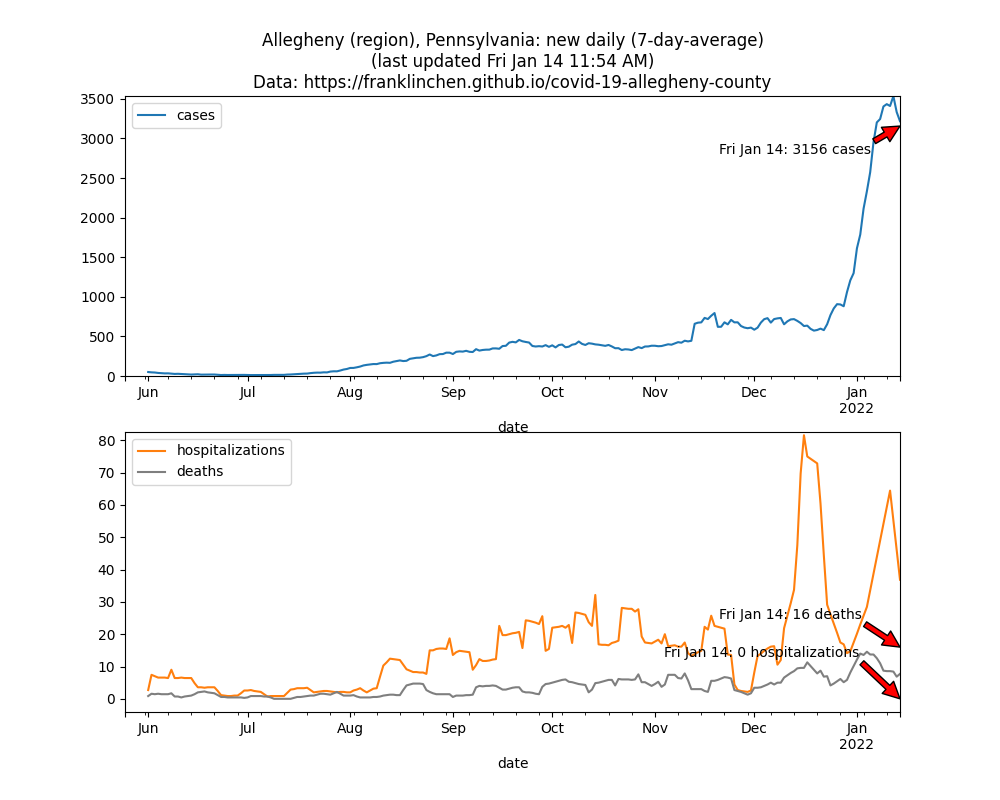 Allegheny (region), Pennsylvania: new daily (7-day-average)
(last updated Fri Jan 14 11:54 AM)
Data: https://franklinchen.github.io/covid-19-allegheny-county
3500
3000
2500
2000
1500
1000
500
0
cases
Fri Jan 14: 3156 cases
Jun Jul Aug Sep Oct Nov Dec Jan
2022
date
80
70
60
50
40
30
20
10
0
hospitalizations
deaths
Fri Jan 14: 16 deaths
Fri Jan 14: 0 hospitalizations
Jun Jul Aug Sep Oct Nov Dec Jan
2022
date